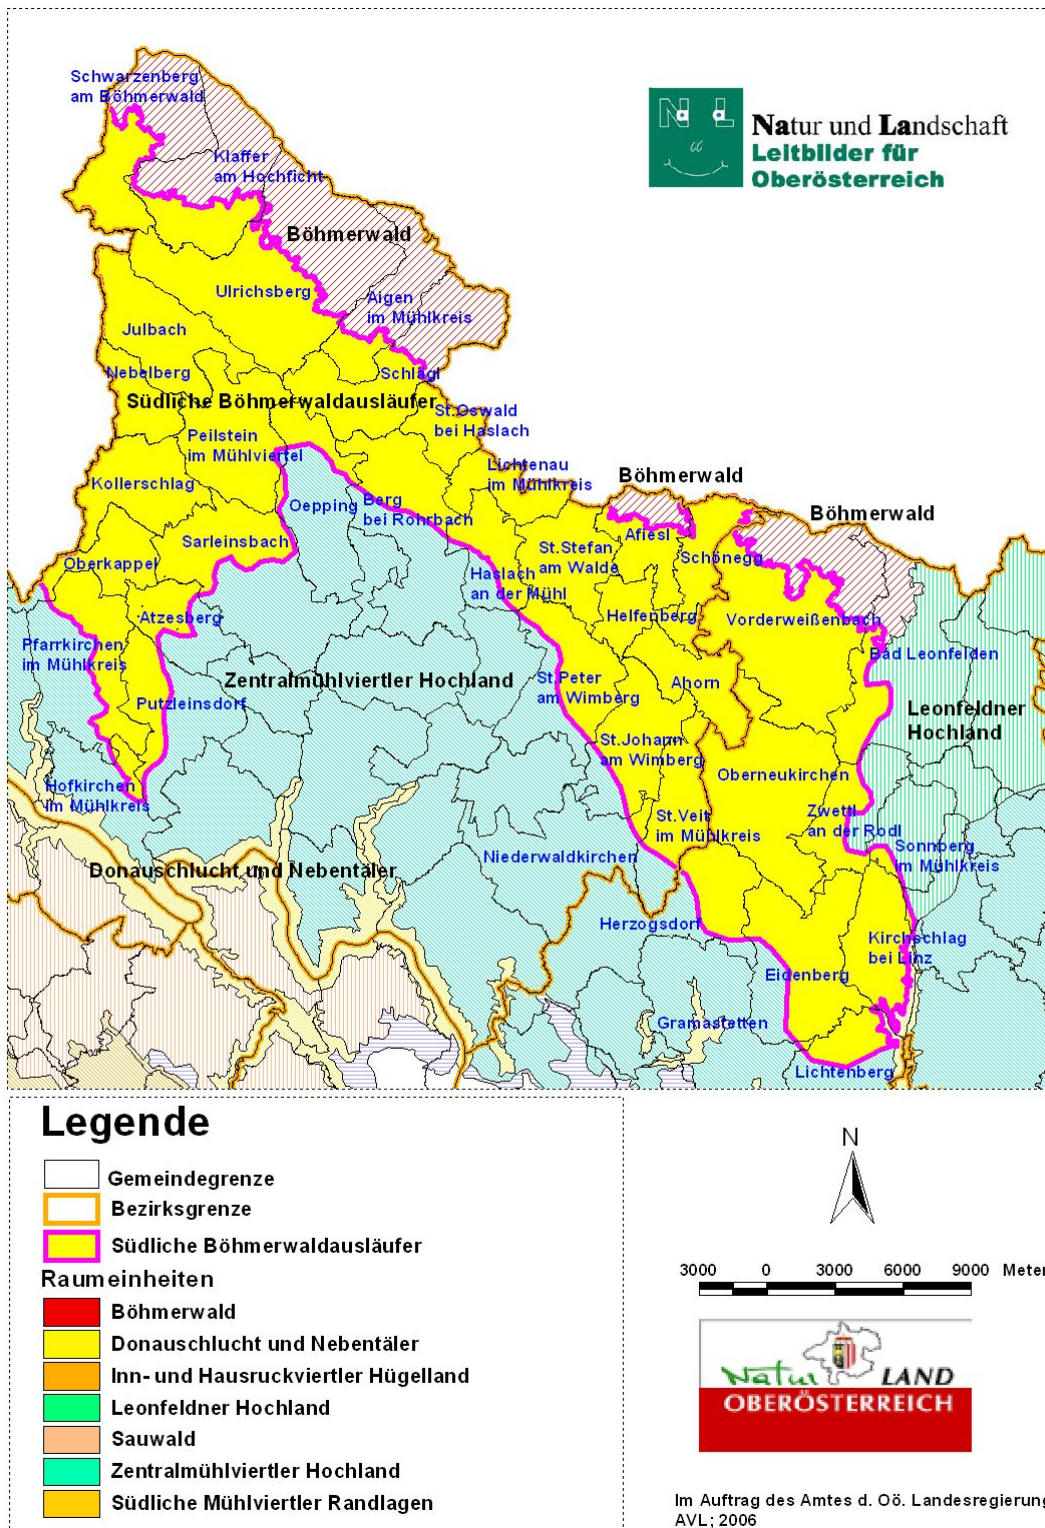 Schwarzenberg
am Böhmerwald
Natur und Landschaft
Leitbilder für
Oberösterreich
Klaffer
am Hochficht
Böhmerwald
Ulrichsberg
Aigen
im Mühlkreis
Julbach
Nebelberg
Schlägl
Südliche Böhmerwaldausläufer
St.Oswald
bei Haslach
Peilstein
im Mühlviertel
Lichtenau
im Mühlkreis
Böhmerwald
Kollerschlag
Oepping
Berg
bei Rohrbach
Böhmerwald
Sarleinsbach
Afiesl
St.Stefan
am Walde
Schönegg
Oberkappel
Haslach
an der Mühl
Atzesberg
Helfenberg
Vorderweißenbach
Pfarrkirchen
im Mühlkreis
Bad Leonfelden
Zentralmühlviertler Hochland
St.Peter
am Wimberg
Ahorn
Putzleinsdorf
Leonfeldner
Hochland
St.Johann
am Wimberg
Oberneukirchen
Hofkirchen
im Mühlkreis
St.Veit
im Mühlkreis
Zwettl
an der Rodl
Sonnberg
im Mühlkreis
Niederwaldkirchen
Donauschlucht und Nebentäler
Herzogsdorf
Kirchschlag
bei Linz
Eidenberg
Gramastetten
Lichtenberg
Legende
Gemeindegrenze
Bezirksgrenze
Südliche Böhmerwaldausläufer
Raumeinheiten
Böhmerwald
Donauschlucht und Nebentäler
Inn- und Hausruckviertler Hügelland
Leonfeldner Hochland
Sauwald
Zentralmühlviertler Hochland
Südliche Mühlviertler Randlagen
N
3000 0 3000 6000 9000 Meter
Natur LAND
OBERÖSTERREICH
Im Auftrag des Amtes d. Oö. Landesregierung
AVL; 2006